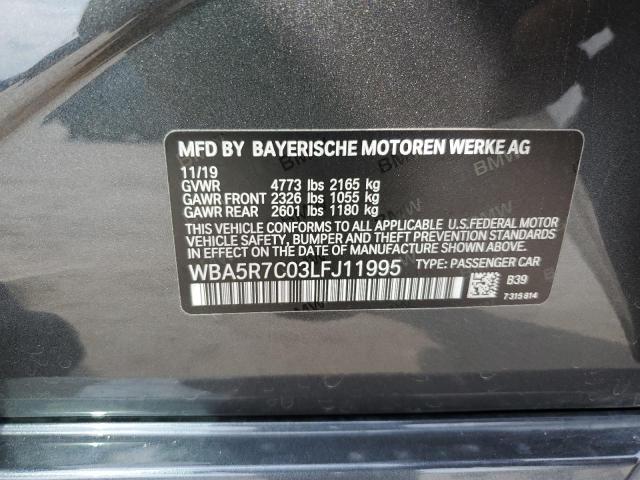 MFD BY BAYERISCHE MOTOREN WERKE AG
11/19
GVWR 4773 lbs 2165 kg
GAWR FRONT 2326 lbs 1055 kg
GAWR REAR 2601 lbs 1180 kg
THIS VEHICLE CONFORMS TO ALL APPLICABLE U.S.FEDERAL MOTOR
VEHICLE SAFETY, BUMPER AND THEFT PREVENTION STANDARDS
IN EFFECT ON THE DATE OF MANUFACTURE SHOWN ABOVE.
WBA5R7C03LFJ11995 TYPE: PASSENGER CAR
B39
7315814